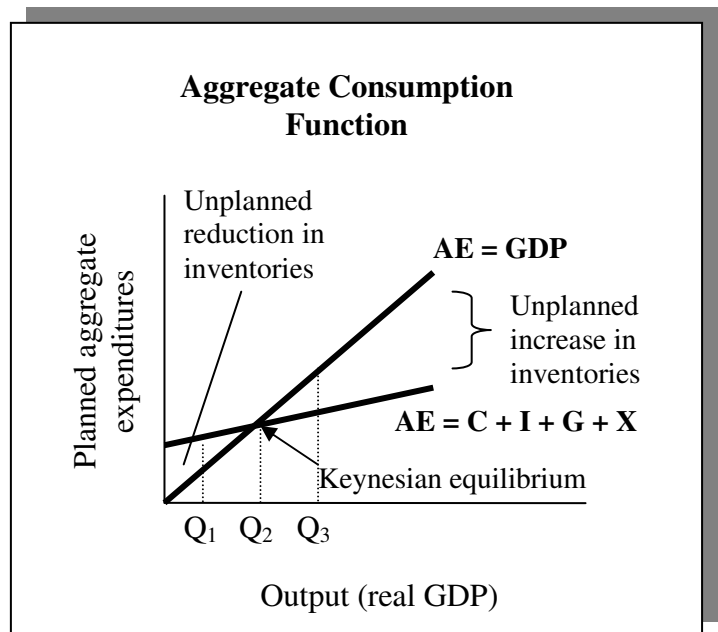 Aggregate Consumption
Function
Unplanned
reduction in
inventories
AE = GDP
Unplanned
increase in
inventories
AE = C + I + G + X
Keynesian equilibrium
Planned aggregate
expenditures
Q₁ Q₂ Q₃
Output (real GDP)